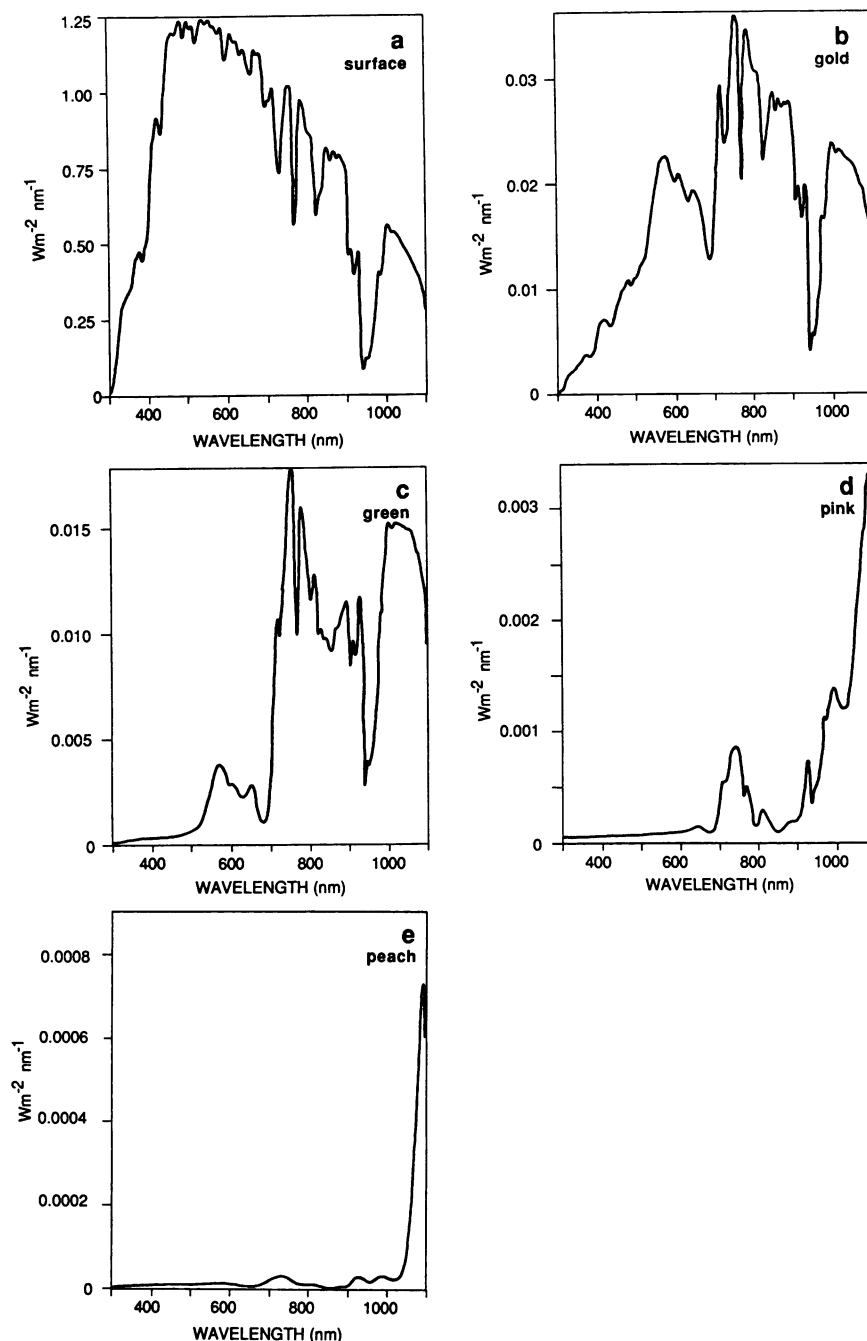 a
surface
1.25
1.00
0.75
0.50
0.25
0
Wm-2 nm-1
400 600 800 1000
WAVELENGTH (nm)
b
gold
0.03
0.02
0.01
0
Wm-2 nm-1
400 600 800 1000
WAVELENGTH (nm)
c
green
0.015
0.010
0.005
0
Wm-2 nm-1
400 600 800 1000
WAVELENGTH (nm)
d
pink
0.003
0.002
0.001
0
Wm-2 nm-1
400 600 800 1000
WAVELENGTH (nm)
e
peach
0.0008
0.0006
0.0004
0.0002
0
Wm-2 nm-1
400 600 800 1000
WAVELENGTH (nm)